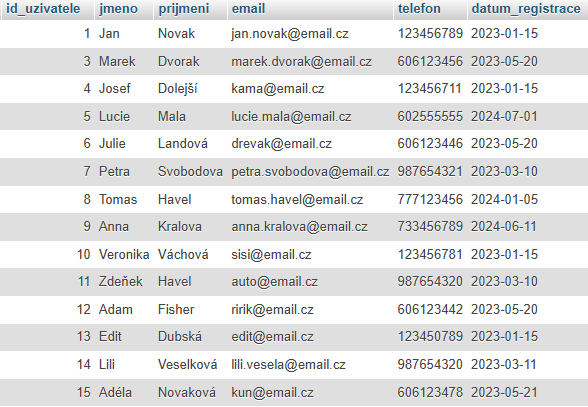 id_uzivatele jmeno prijmeni email telefon datum_registrace
1 Jan Novak jan.novak@email.cz 123456789 2023-01-15
3 Marek Dvorak marek.dvorak@email.cz 606123456 2023-05-20
4 Josef Dolejší kama@email.cz 123456711 2023-01-15
5 Lucie Mala lucie.mala@email.cz 602555555 2024-07-01
6 Julie Landová drevak@email.cz 606123446 2023-05-20
7 Petra Svobodova petra.svobodova@email.cz 987654321 2023-03-10
8 Tomas Havel tomas.havel@email.cz 777123456 2024-01-05
9 Anna Kralova anna.kralova@email.cz 733456789 2024-06-11
10 Veronika Váchová sisi@email.cz 123456781 2023-01-15
11 Zdeňek Havel auto@email.cz 987654320 2023-03-10
12 Adam Fisher ririk@email.cz 606123442 2023-05-20
13 Edit Dubská edit@email.cz 123450789 2023-01-15
14 Lili Veselková lili.vesela@email.cz 987654320 2023-03-11
15 Adéla Novaková kun@email.cz 606123478 2023-05-21